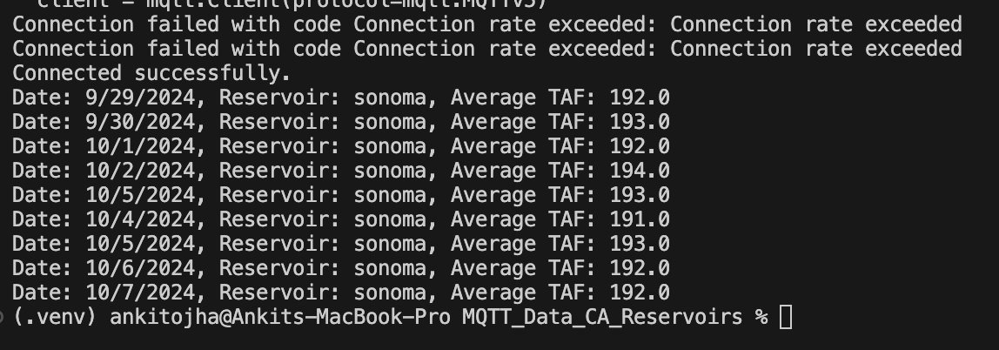 client = mqtt.Client(protocol=mqtt.MQTTv5)
Connection failed with code Connection rate exceeded: Connection rate exceeded
Connection failed with code Connection rate exceeded: Connection rate exceeded
Connected successfully.
Date: 9/29/2024, Reservoir: sonoma, Average TAF: 192.0
Date: 9/30/2024, Reservoir: sonoma, Average TAF: 193.0
Date: 10/1/2024, Reservoir: sonoma, Average TAF: 192.0
Date: 10/2/2024, Reservoir: sonoma, Average TAF: 194.0
Date: 10/5/2024, Reservoir: sonoma, Average TAF: 193.0
Date: 10/4/2024, Reservoir: sonoma, Average TAF: 191.0
Date: 10/5/2024, Reservoir: sonoma, Average TAF: 193.0
Date: 10/6/2024, Reservoir: sonoma, Average TAF: 192.0
Date: 10/7/2024, Reservoir: sonoma, Average TAF: 192.0
(.venv) ankitojha@Ankits-MacBook-Pro MQTT_Data_CA_Reservoirs %